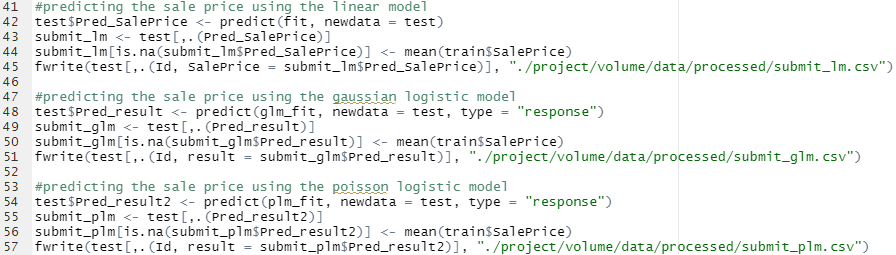 41 #predicting the sale price using the linear model
42 test$Pred_SalePrice <- predict(fit, newdata = test)
43 submit_lm <- test[,.(Pred_SalePrice)]
44 submit_lm[is.na(submit_lm$Pred_SalePrice)] <- mean(train$SalePrice)
45 fwrite(test[,.(Id, SalePrice = submit_lm$Pred_SalePrice)], "./project/volume/data/processed/submit_lm.csv")
46
47 #predicting the sale price using the gaussian logistic model
48 test$Pred_result <- predict(glm_fit, newdata = test, type = "response")
49 submit_glm <- test[,.(Pred_result)]
50 submit_glm[is.na(submit_glm$Pred_result)] <- mean(train$SalePrice)
51 fwrite(test[,.(Id, result = submit_glm$Pred_result)], "./project/volume/data/processed/submit_glm.csv")
52
53 #predicting the sale price using the poisson logistic model
54 test$Pred_result2 <- predict(plm_fit, newdata = test, type = "response")
55 submit_plm <- test[,.(Pred_result2)]
56 submit_plm[is.na(submit_plm$Pred_result2)] <- mean(train$SalePrice)
57 fwrite(test[,.(Id, result = submit_plm$Pred_result2)], "./project/volume/data/processed/submit_plm.csv")